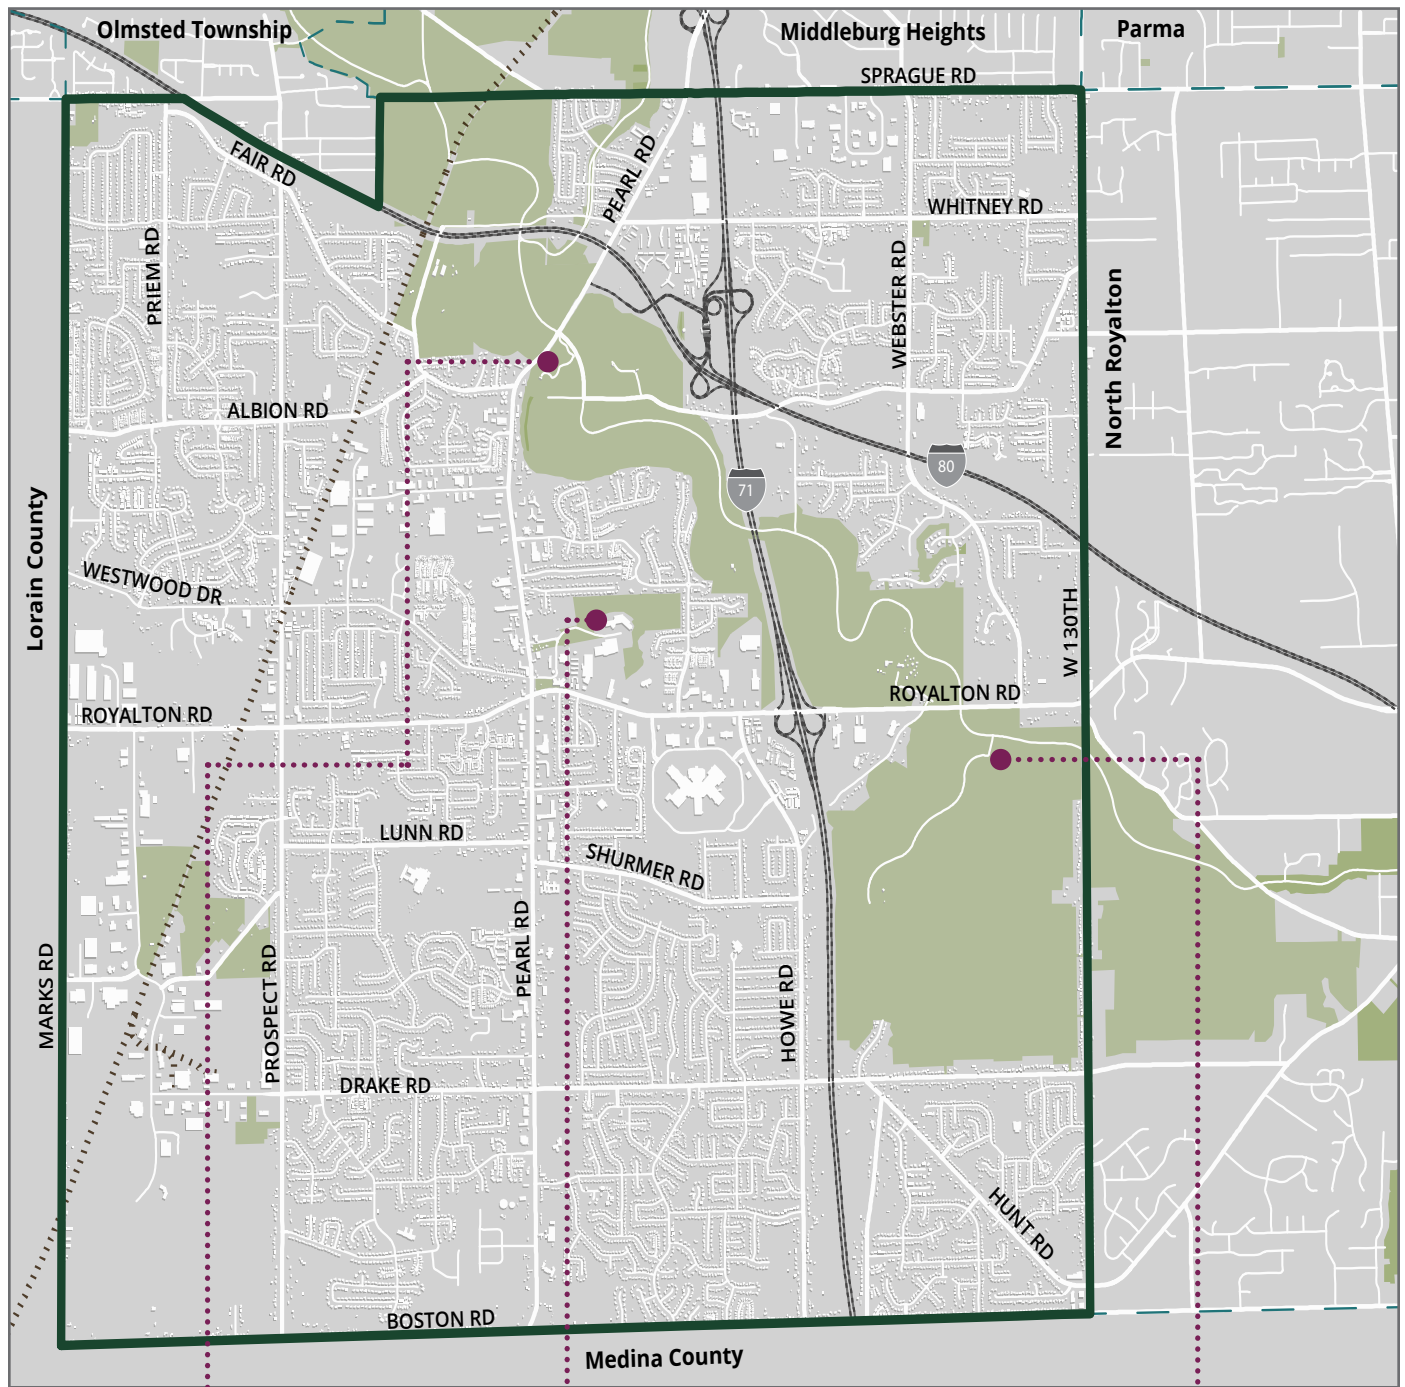 Olmsted Township
Middleburg Heights
Parma
SPRAGUE RD
FAIR RD
PEARL RD
WHITNEY RD
PRIEM RD
WEBSTER RD
North Royalton
ALBION RD
80
71
Lorain County
WESTWOOD DR
W 130TH
ROYALTON RD
ROYALTON RD
LUNN RD
SHURMER RD
PEARL RD
MARKS RD
PROSPECT RD
HOWE RD
DRAKE RD
HUNT RD
BOSTON RD
Medina County